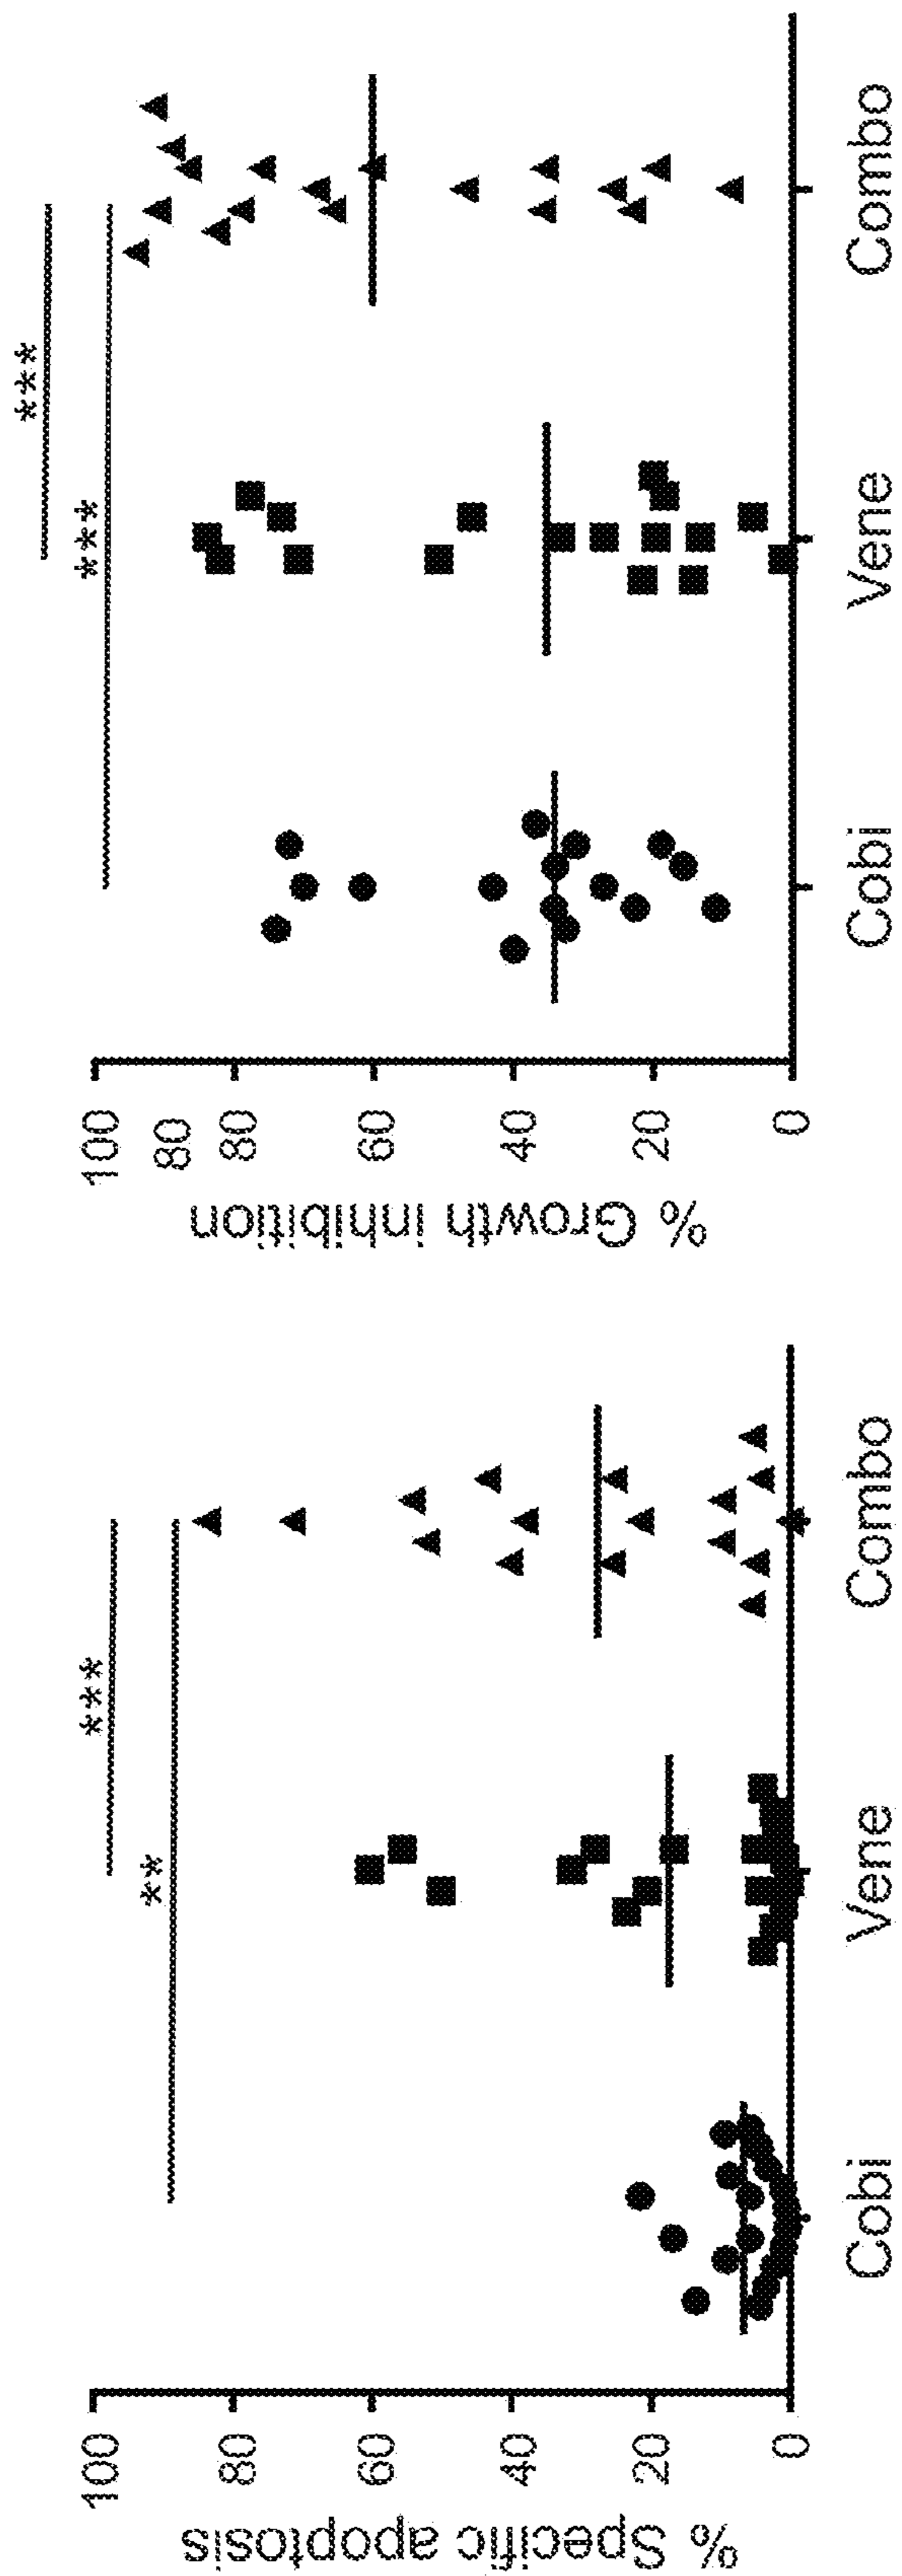 % Specific apoptosis
100
80
60
40
20
0
**
***
Cobi
Vene
Combo
% Growth inhibition
100
80
80
60
40
20
0
***
***
Cobi
Vene
Combo